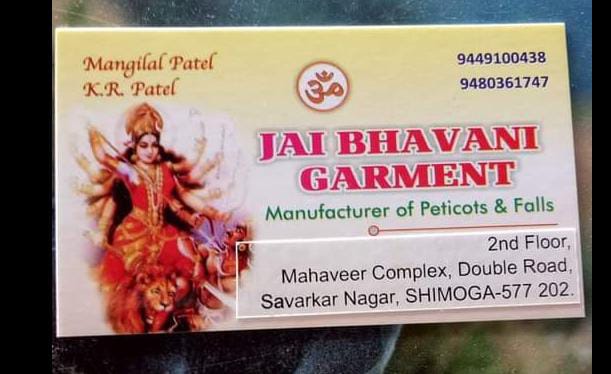 Mangilal Patel
K.R. Patel
9449100438
9480361747
ॐ
JAI BHAVANI
GARMENT
Manufacturer of Peticots & Falls
2nd Floor,
Mahaveer Complex, Double Road,
Savarkar Nagar, SHIMOGA-577 202.